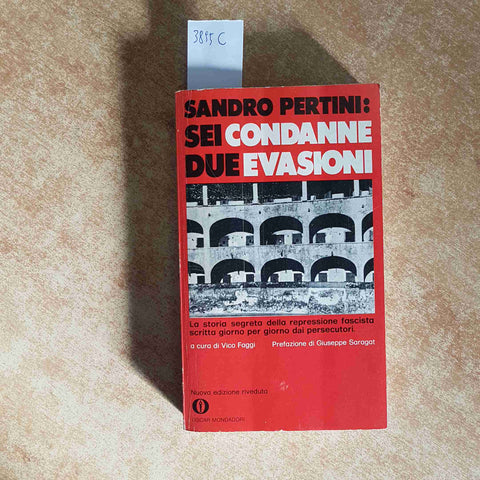 3895 C
SANDRO PERTINI:
SEI CONDANNE
DUE EVASIONI
La storia segreta della repressione fascista
scritta giorno per giorno dai persecutori.
a cura di Vico Faggi Prefazione di Giuseppe Saragat
Nuova edizione riveduta
OSCAR MONDADORI